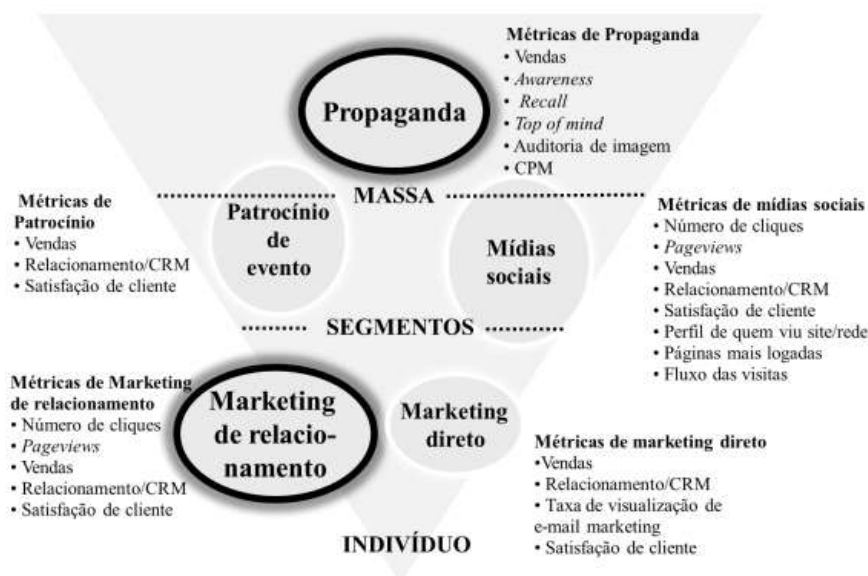 Métricas de Propaganda
• Vendas
• Awareness
• Recall
• Top of mind
• Auditoria de imagem
• CPM
Propaganda
MASSA
Métricas de
Patrocínio
• Vendas
• Relacionamento/CRM
• Satisfação de cliente
Patrocínio
de
evento
Mídias
sociais
Métricas de mídias sociais
• Número de cliques
• Pageviews
• Vendas
• Relacionamento/CRM
• Satisfação de cliente
• Perfil de quem viu site/rede
• Páginas mais logadas
• Fluxo das visitas
SEGMENTOS
Métricas de Marketing
de relacionamento
• Número de cliques
• Pageviews
• Vendas
• Relacionamento/CRM
• Satisfação de cliente
Marketing
de relacio-
namento
Marketing
direto
Métricas de marketing direto
•Vendas
• Relacionamento/CRM
• Taxa de visualização de
e-mail marketing
• Satisfação de cliente
INDIVÍDUO